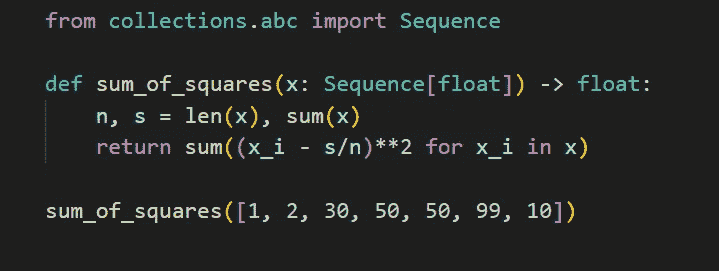 from collections.abc import Sequence
def sum_of_squares(x: Sequence[float]) -> float:
    n, s = len(x), sum(x)
    return sum((x_i - s/n)**2 for x_i in x)
sum_of_squares([1, 2, 30, 50, 50, 99, 10])